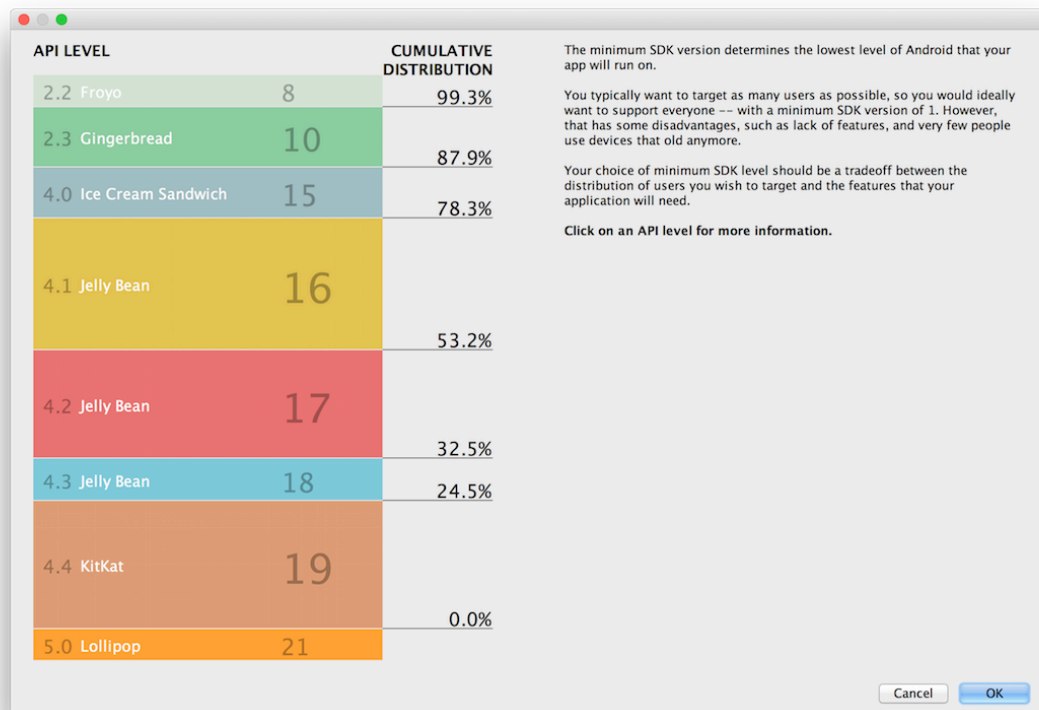 API LEVEL
CUMULATIVE
DISTRIBUTION
2.2 Froyo 8
99.3%
2.3 Gingerbread 10
87.9%
4.0 Ice Cream Sandwich 15
78.3%
4.1 Jelly Bean 16
53.2%
4.2 Jelly Bean 17
32.5%
4.3 Jelly Bean 18
24.5%
4.4 KitKat 19
0.0%
5.0 Lollipop 21
The minimum SDK version determines the lowest level of Android that your
app will run on.
You typically want to target as many users as possible, so you would ideally
want to support everyone -- with a minimum SDK version of 1. However,
that has some disadvantages, such as lack of features, and very few people
use devices that old anymore.
Your choice of minimum SDK level should be a tradeoff between the
distribution of users you wish to target and the features that your
application will need.
Click on an API level for more information.
Cancel
OK